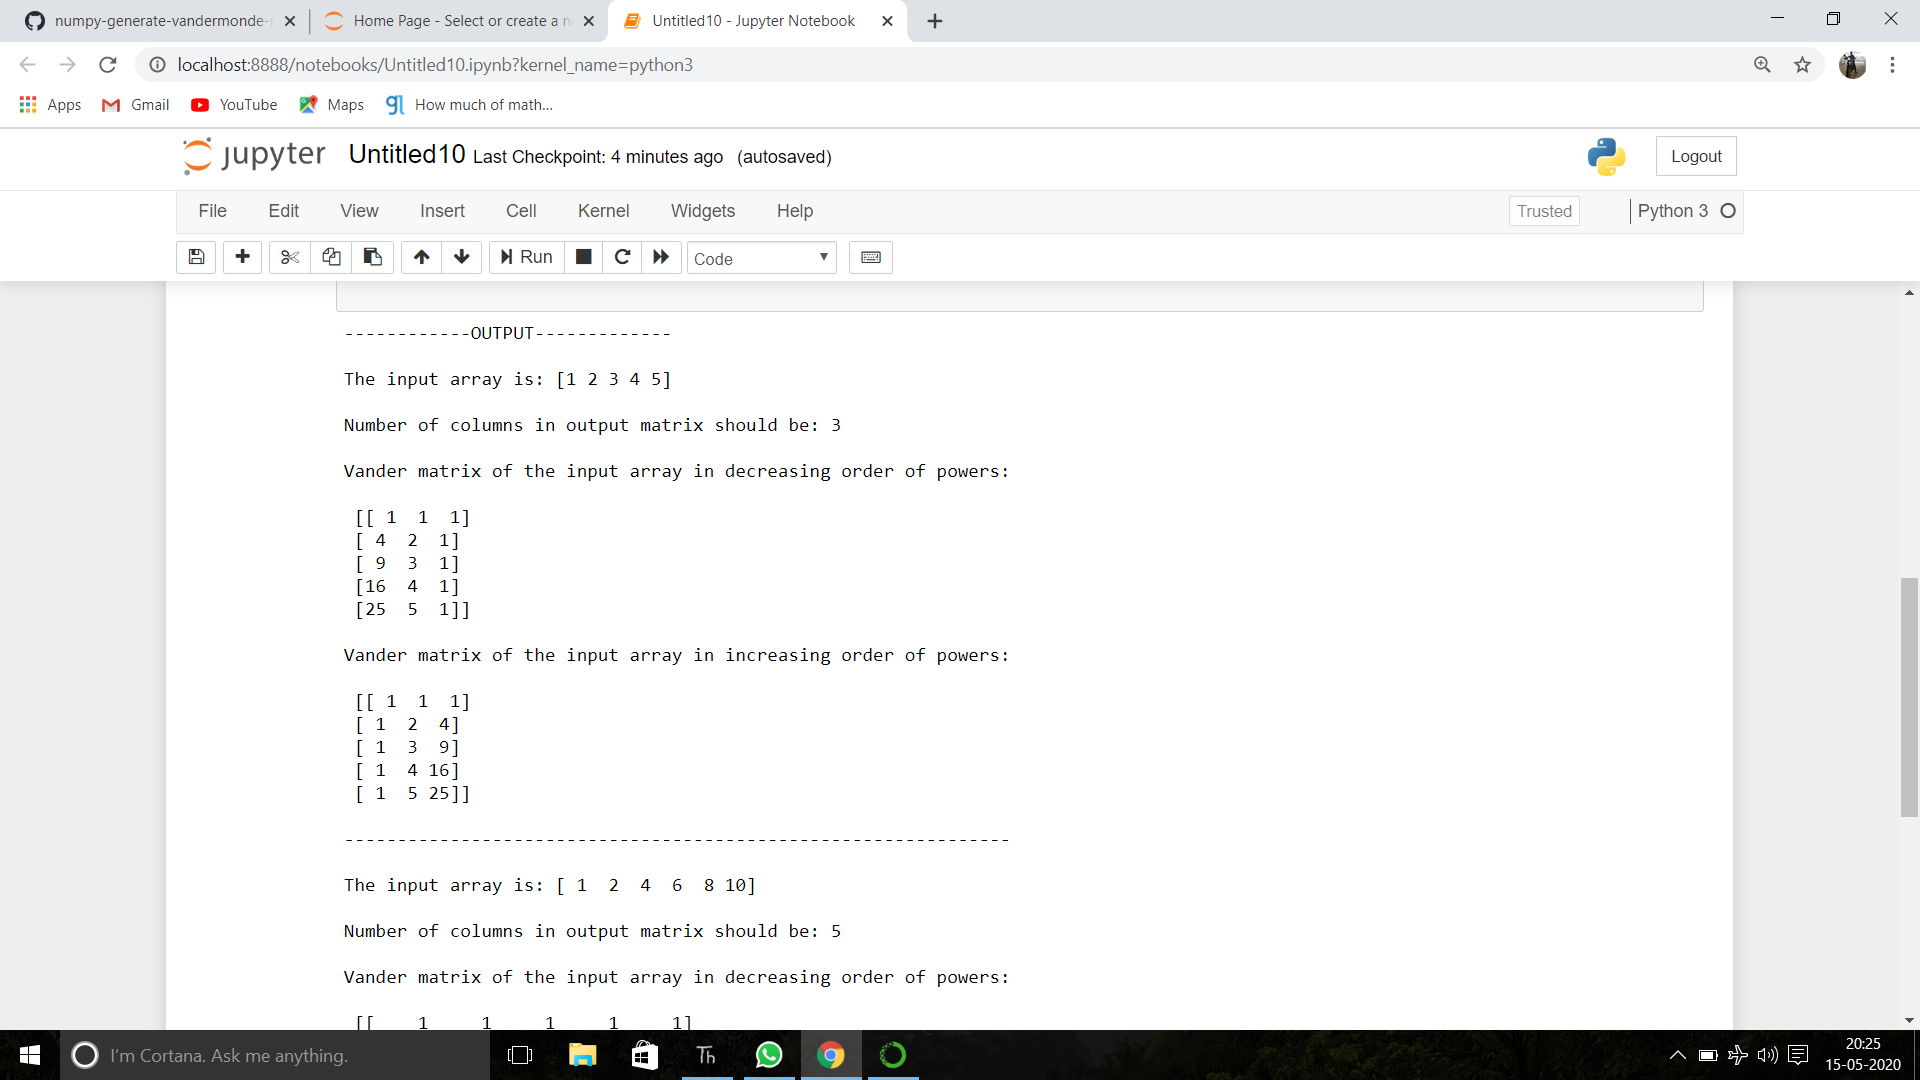 numpy-generate-vandermonde-
Home Page - Select or create a n
Untitled10 - Jupyter Notebook
localhost:8888/notebooks/Untitled10.ipynb?kernel_name=python3
Apps Gmail YouTube Maps gl How much of math...
jupyter Untitled10 Last Checkpoint: 4 minutes ago (autosaved)
Logout
File Edit View Insert Cell Kernel Widgets Help
Trusted
Python 3
Run
Code
------------OUTPUT-------------
The input array is: [1 2 3 4 5]
Number of columns in output matrix should be: 3
Vander matrix of the input array in decreasing order of powers:
[[ 1  1  1]
[ 4  2  1]
[ 9  3  1]
[16  4  1]
[25  5  1]]
Vander matrix of the input array in increasing order of powers:
[[ 1  1  1]
[ 1  2  4]
[ 1  3  9]
[ 1  4 16]
[ 1  5 25]]
---------------------------------------------------------------
The input array is: [ 1  2  4  6  8 10]
Number of columns in output matrix should be: 5
Vander matrix of the input array in decreasing order of powers:
[[    1     1     1     1     1]
I'm Cortana. Ask me anything.
Th
20:25
15-05-2020